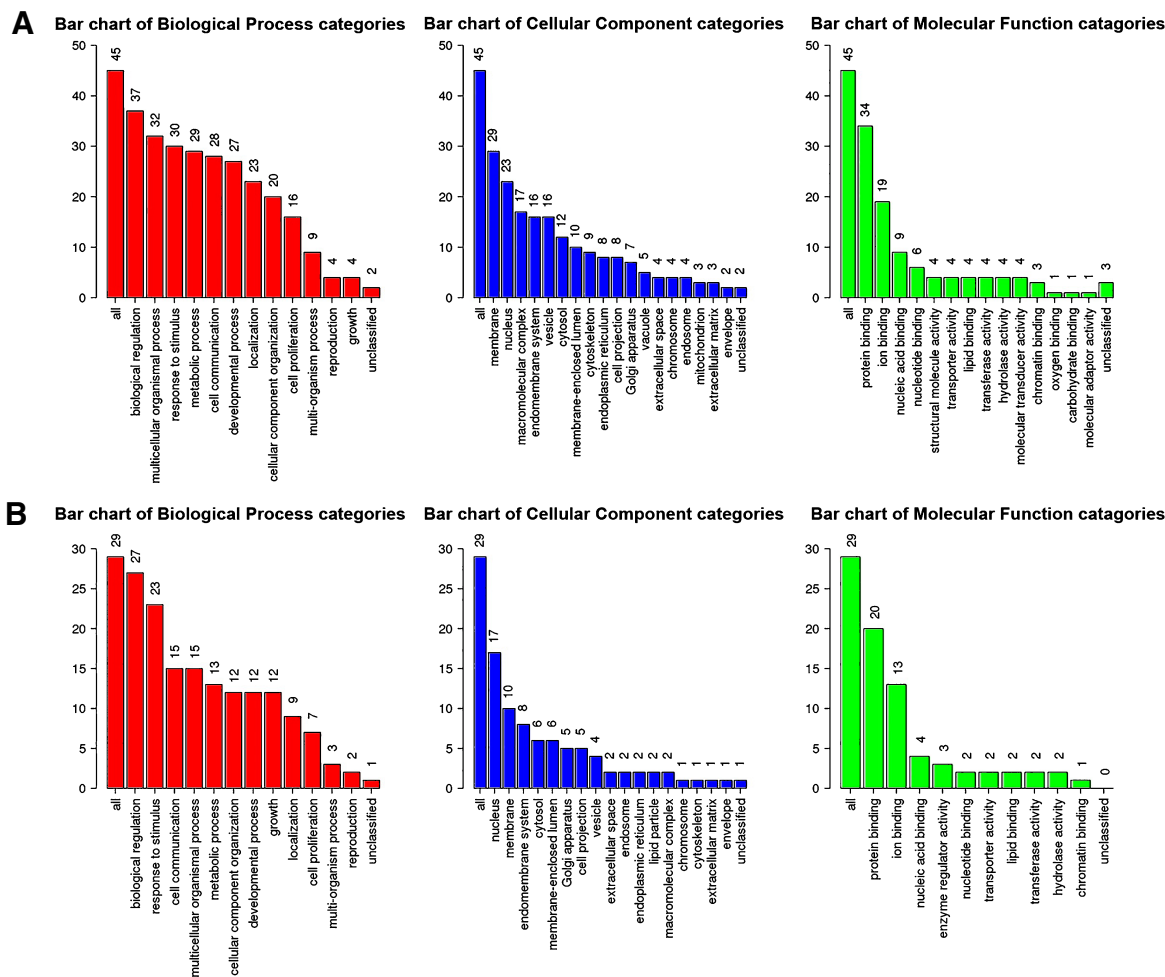 A
Bar chart of Biological Process categories
50
40
30
20
10
0
45
37
32
30
29
28
27
23
20
16
9
4
4
2
all
biological regulation
multicellular organismal process
response to stimulus
metabolic process
cell communication
developmental process
localization
cellular component organization
cell proliferation
multi-organism process
reproduction
growth
unclassified
Bar chart of Cellular Component categories
50
40
30
20
10
0
45
29
23
17
16
16
12
10
9
8
8
7
5
4
4
4
3
3
2
2
all
membrane
nucleus
macromolecular complex
endomembrane system
vesicle
cytosol
membrane-enclosed lumen
cytoskeleton
endoplasmic reticulum
cell projection
Golgi apparatus
vacuole
extracellular space
chromosome
endosome
mitochondrion
extracellular matrix
envelope
unclassified
Bar chart of Molecular Function catagories
50
40
30
20
10
0
45
34
19
9
6
4
4
4
4
4
4
3
1
1
1
3
all
protein binding
ion binding
nucleic acid binding
nucleotide binding
structural molecule activity
transporter activity
lipid binding
transferase activity
hydrolase activity
molecular transducer activity
chromatin binding
oxygen binding
carbohydrate binding
molecular adaptor activity
unclassified
B
Bar chart of Biological Process categories
30
25
20
15
10
5
0
29
27
23
15
15
13
12
12
12
9
7
3
2
1
all
biological regulation
response to stimulus
cell communication
multicellular organismal process
metabolic process
cellular component organization
developmental process
growth
localization
cell proliferation
multi-organism process
reproduction
unclassified
Bar chart of Cellular Component categories
30
25
20
15
10
5
0
29
17
10
8
6
6
5
5
4
2
2
2
2
2
1
1
1
1
1
all
nucleus
membrane
endomembrane system
cytosol
membrane-enclosed lumen
Golgi apparatus
cell projection
vesicle
extracellular space
endosome
endoplasmic reticulum
lipid particle
macromolecular complex
chromosome
cytoskeleton
extracellular matrix
envelope
unclassified
Bar chart of Molecular Function catagories
30
25
20
15
10
5
0
29
20
13
4
3
2
2
2
2
2
1
0
all
protein binding
ion binding
nucleic acid binding
enzyme regulator activity
nucleotide binding
transporter activity
lipid binding
transferase activity
hydrolase activity
chromatin binding
unclassified